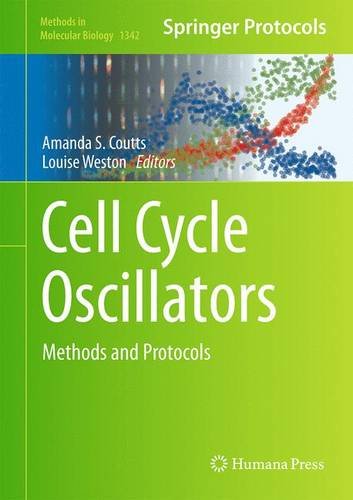 Methods in
Molecular Biology 1342
Springer Protocols
Amanda S. Coutts
Louise Weston Editors
Cell Cycle
Oscillators
Methods and Protocols
Humana Press